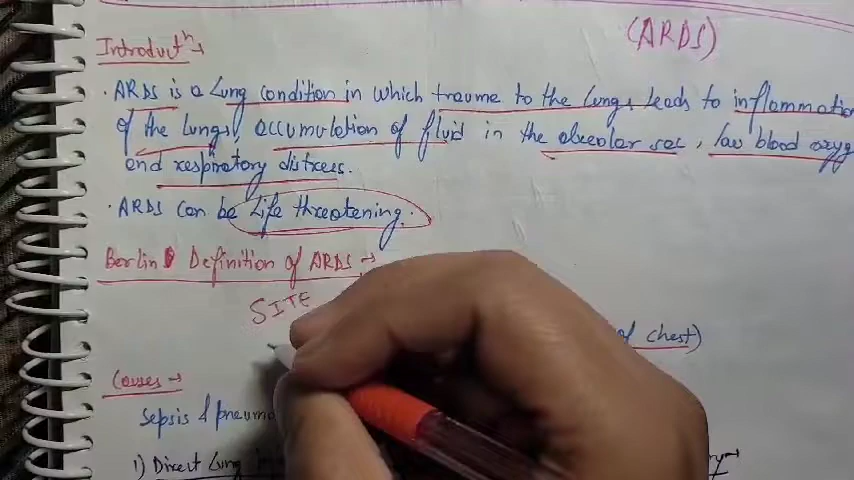 (ARDS)
Introductⁿ→
· ARDS is a Lung condition in which traume to the lungs leads to inflammation
of the lungs, accumulation of fluid in the alveolar sac, low blood oxyg
and respiratory distress.
· ARDS can be Life threatening.
Berlin Definition of ARDS →
SITE
of chest)
Causes →
Sepsis & pneumo
1) Direct Lung